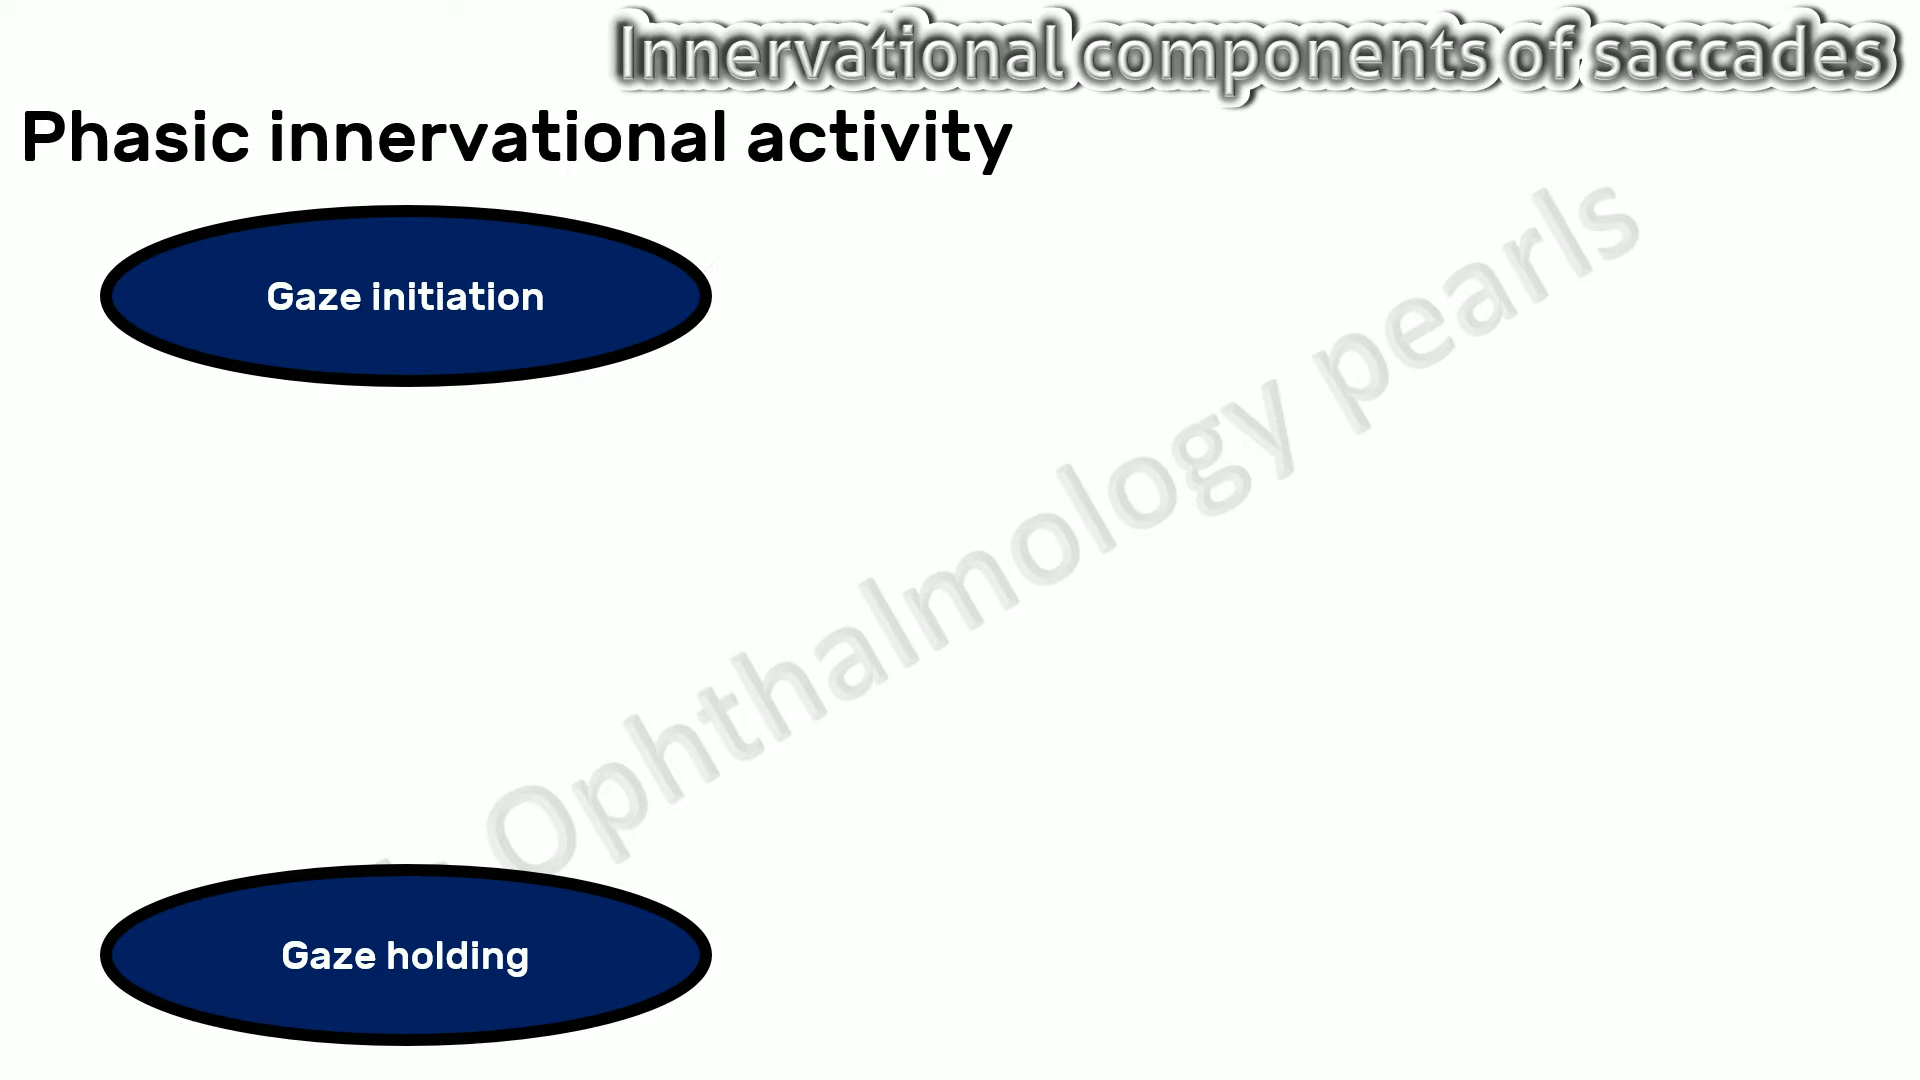 Innervational components of saccades
Phasic innervational activity
Gaze initiation
Ophthalmology pearls
Gaze holding